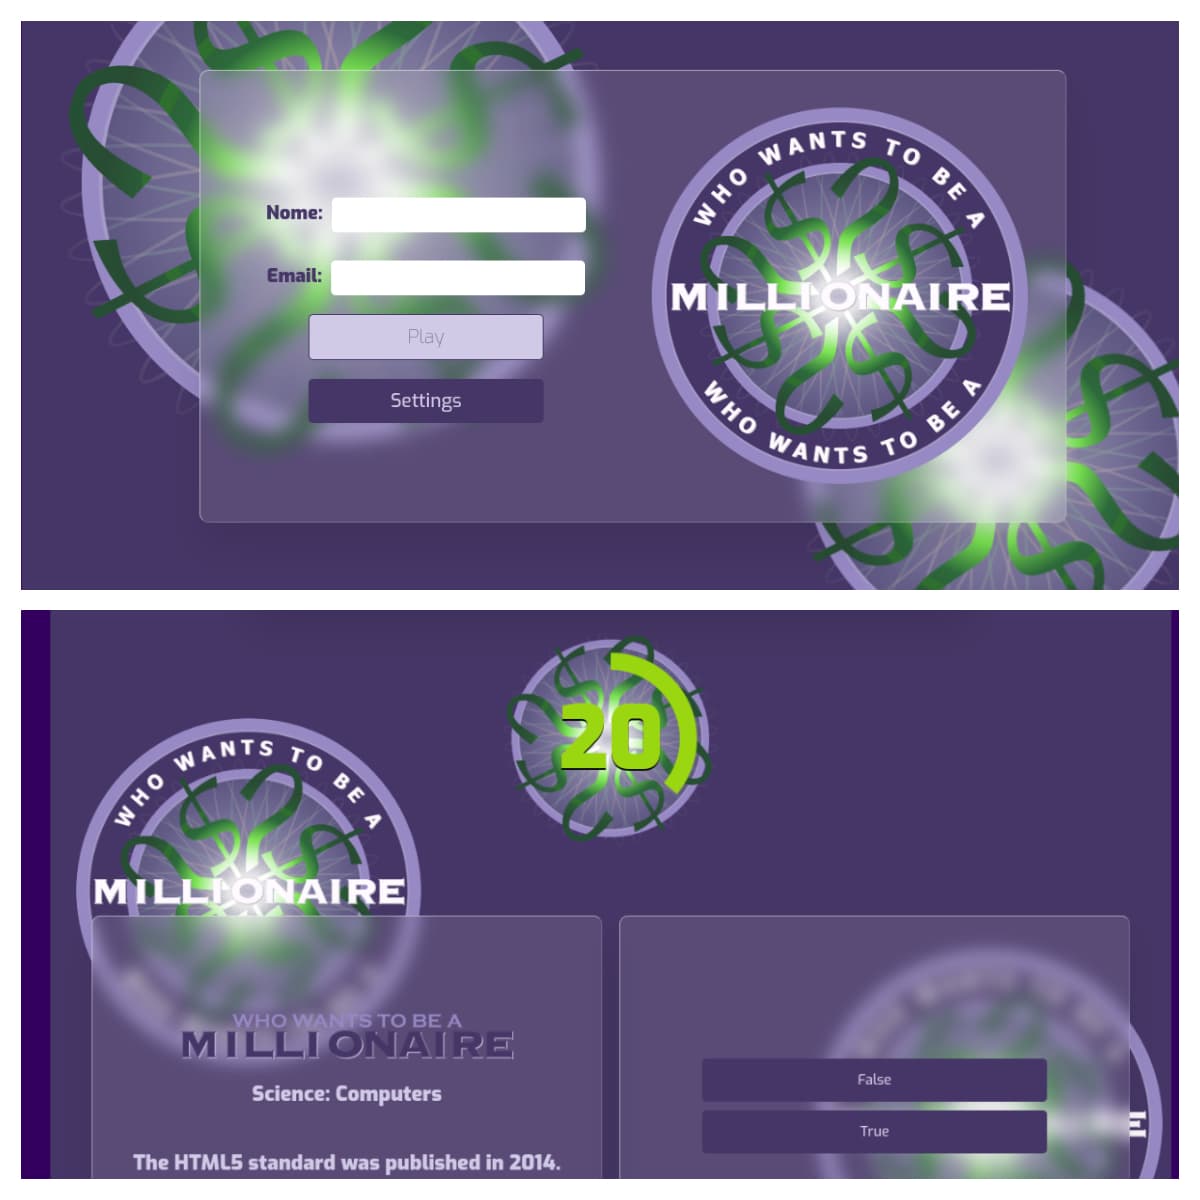 WHO WANTS TO BE A
MILLIONAIRE
WHO WANTS TO BE A
Nome:
Email:
Play
Settings
20
WHO WANTS TO BE A
MILLIONAIRE
WHO WANTS TO BE A
MILLIONAIRE
Science: Computers
The HTML5 standard was published in 2014.
False
True
E